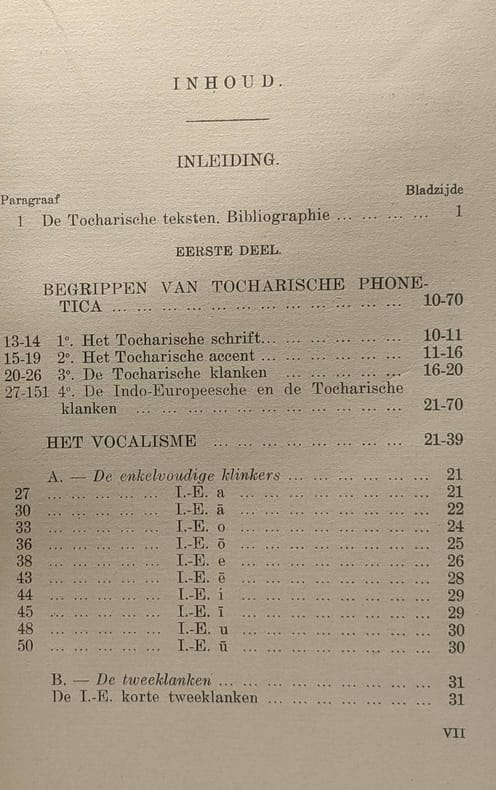 INHOUD.
INLEIDING.
Paragraaf Bladzijde
1 De Tocharische teksten. Bibliographie ... ... ... ... 1
EERSTE DEEL.
BEGRIPPEN VAN TOCHARISCHE PHONE-
TICA ... ... ... ... ... ... ... ... ... ... ... ... 10-70
13-14 1°. Het Tocharische schrift... ... ... ... ... ... 10-11
15-19 2°. Het Tocharische accent ... ... ... ... ... ... 11-16
20-26 3°. De Tocharische klanken ... ... ... ... ... 16-20
27-151 4°. De Indo-Europeesche en de Tocharische
klanken ... ... ... ... ... ... ... ... ... ... ... 21-70
HET VOCALISME ... ... ... ... ... ... ... ... 21-39
A. — De enkelvoudige klinkers ... ... ... ... ... ... 21
27 ... ... ... ... ... I.-E. a ... ... ... ... ... ... ... 21
30 ... ... ... ... ... I.-E. ā ... ... ... ... ... ... ... 22
33 ... ... ... ... ... I.-E. o ... ... ... ... ... ... ... 24
36 ... ... ... ... ... I.-E. ō ... ... ... ... ... ... ... 25
38 ... ... ... ... ... I.-E. e ... ... ... ... ... ... ... 26
43 ... ... ... ... ... I.-E. ē ... ... ... ... ... ... ... 28
44 ... ... ... ... ... I.-E. i ... ... ... ... ... ... ... 29
45 ... ... ... ... ... I.-E. ī ... ... ... ... ... ... ... 29
48 ... ... ... ... ... I.-E. u ... ... ... ... ... ... ... 30
50 ... ... ... ... ... I.-E. ū ... ... ... ... ... ... ... 30
B. — De tweeklanken ... ... ... ... ... ... ... ... ... 31
De I.-E. korte tweeklanken ... ... ... ... ... ... ... 31
VII